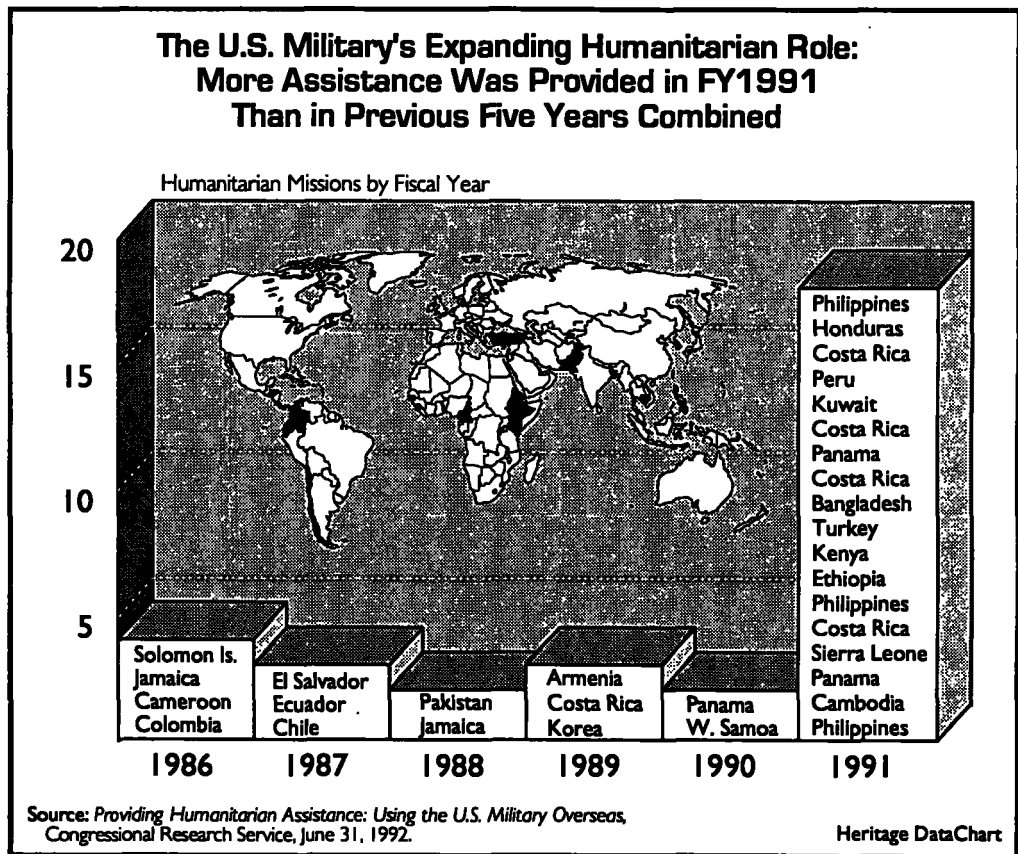 The U.S. Military's Expanding Humanitarian Role:
More Assistance Was Provided in FY1991
Than in Previous Five Years Combined
Humanitarian Missions by Fiscal Year
20
15
10
5
Solomon Is.
Jamaica
Cameroon
Colombia
El Salvador
Ecuador
Chile
Pakistan
Jamaica
Armenia
Costa Rica
Korea
Panama
W. Samoa
Philippines
Honduras
Costa Rica
Peru
Kuwait
Costa Rica
Panama
Costa Rica
Bangladesh
Turkey
Kenya
Ethiopia
Philippines
Costa Rica
Sierra Leone
Panama
Cambodia
Philippines
1986 1987 1988 1989 1990 1991
Source: Providing Humanitarian Assistance: Using the U.S. Military Overseas,
Congressional Research Service, June 31, 1992.
Heritage DataChart